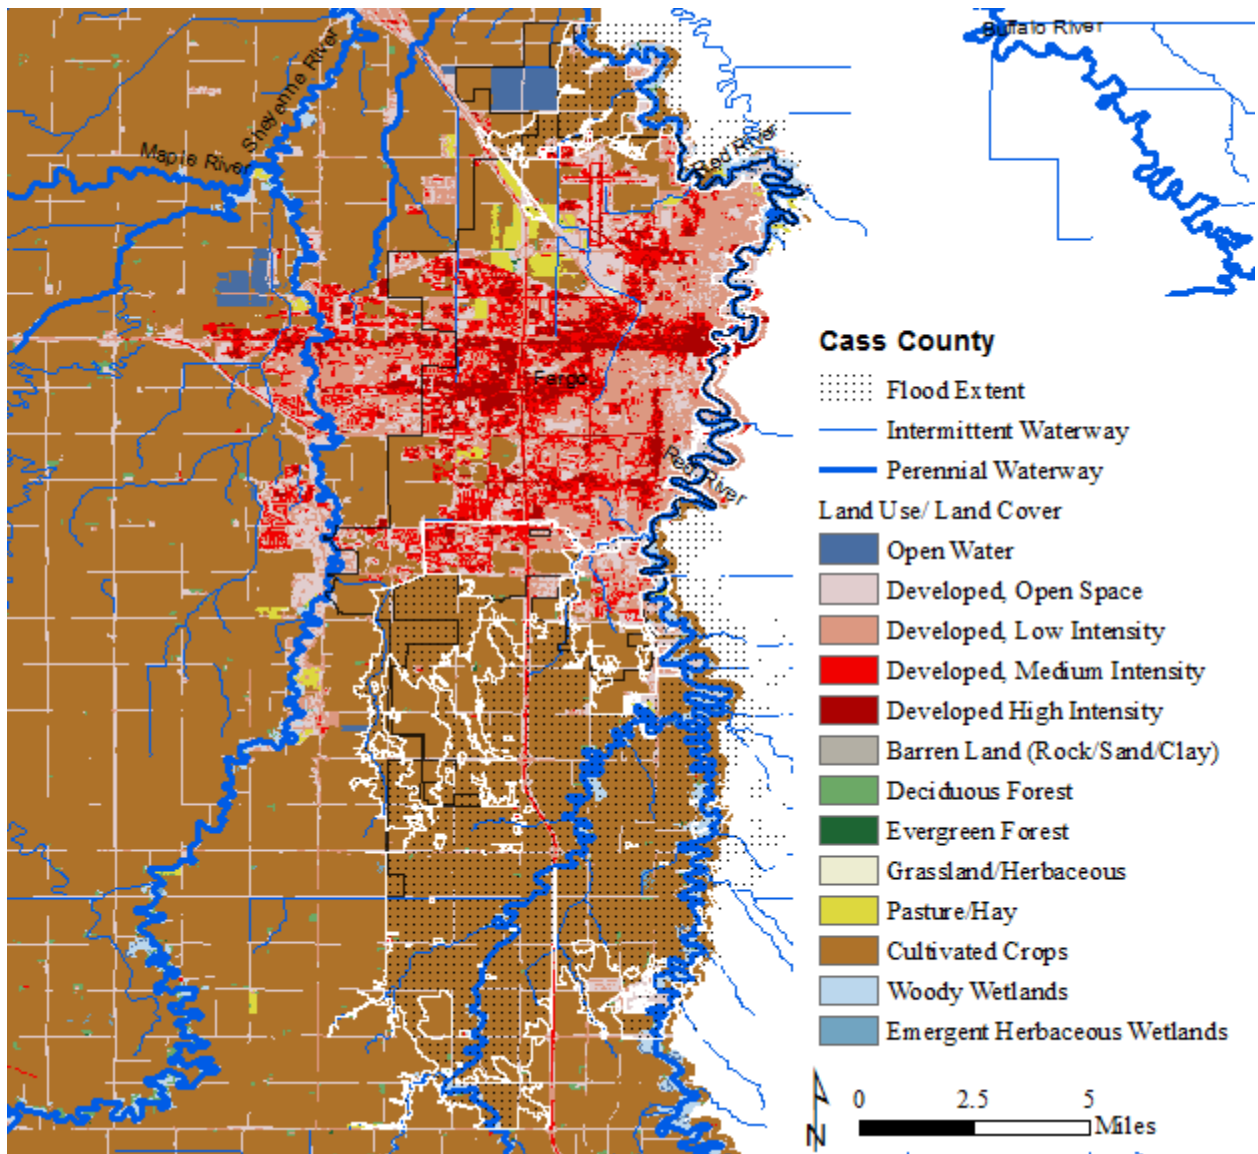 Buffalo River
Sheyenne River
Maple River
Red River
Fargo
Red River
Cass County
Flood Extent
Intermittent Waterway
Perennial Waterway
Land Use/ Land Cover
Open Water
Developed, Open Space
Developed, Low Intensity
Developed, Medium Intensity
Developed High Intensity
Barren Land (Rock/Sand/Clay)
Deciduous Forest
Evergreen Forest
Grassland/Herbaceous
Pasture/Hay
Cultivated Crops
Woody Wetlands
Emergent Herbaceous Wetlands
N
0 2.5 5
Miles